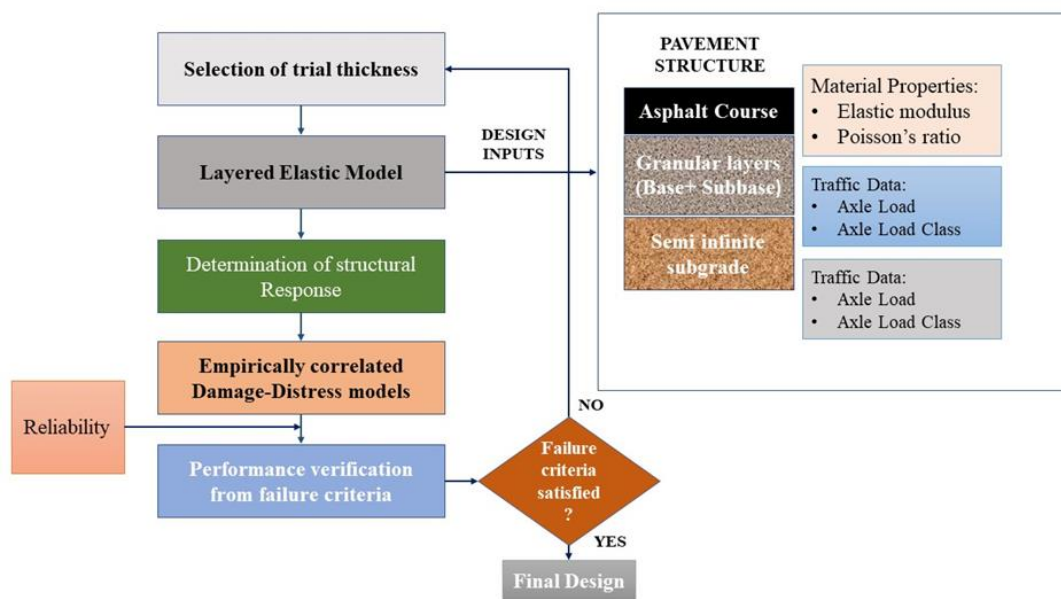 Selection of trial thickness
Layered Elastic Model
Determination of structural
Response
Empirically correlated
Damage-Distress models
Reliability
Performance verification
from failure criteria
Failure
criteria
satisfied
?
NO
YES
Final Design
DESIGN
INPUTS
PAVEMENT
STRUCTURE
Asphalt Course
Granular layers
(Base+ Subbase)
Semi infinite
subgrade
Material Properties:
• Elastic modulus
• Poisson’s ratio
Traffic Data:
• Axle Load
• Axle Load Class
Traffic Data:
• Axle Load
• Axle Load Class